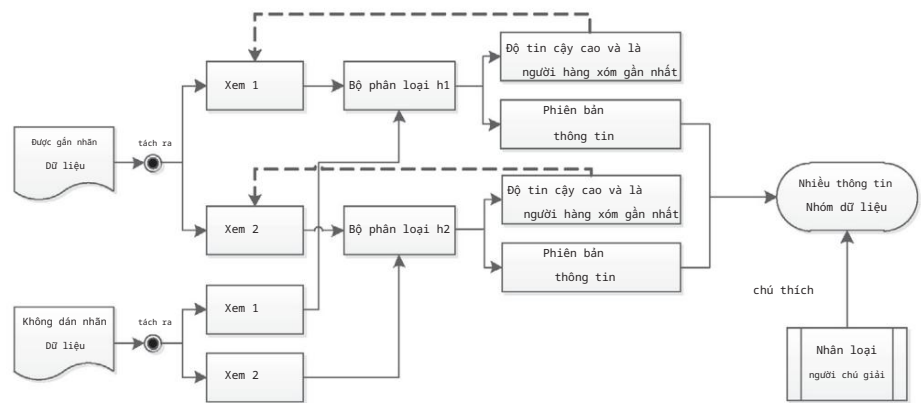 Độ tin cậy cao và là
người hàng xóm gần nhất
Xem 1
Bộ phân loại h1
Phiên bản
thông tin
Được gắn nhãn
Dữ liệu
tách ra
Độ tin cậy cao và là
người hàng xóm gần nhất
Nhiều thông tin
Nhóm dữ liệu
Xem 2
Bộ phân loại h2
Phiên bản
thông tin
chú thích
Xem 1
Không dán nhãn
Dữ liệu
tách ra
Xem 2
Nhân loại
người chú giải